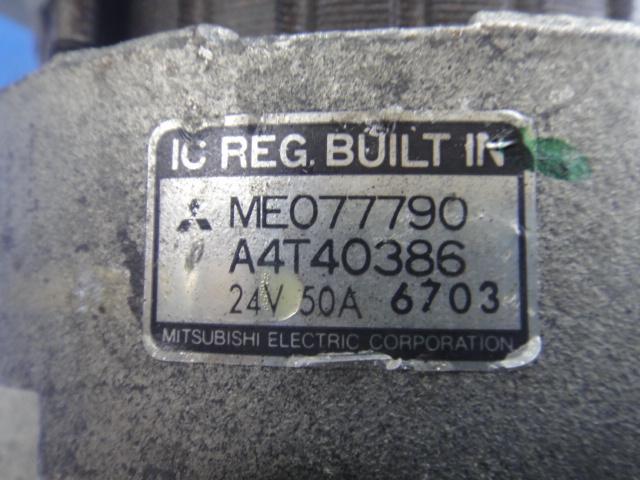 IC REG. BUILT IN
ME077790
A4T40386
24V 50A 6703
MITSUBISHI ELECTRIC CORPORATION